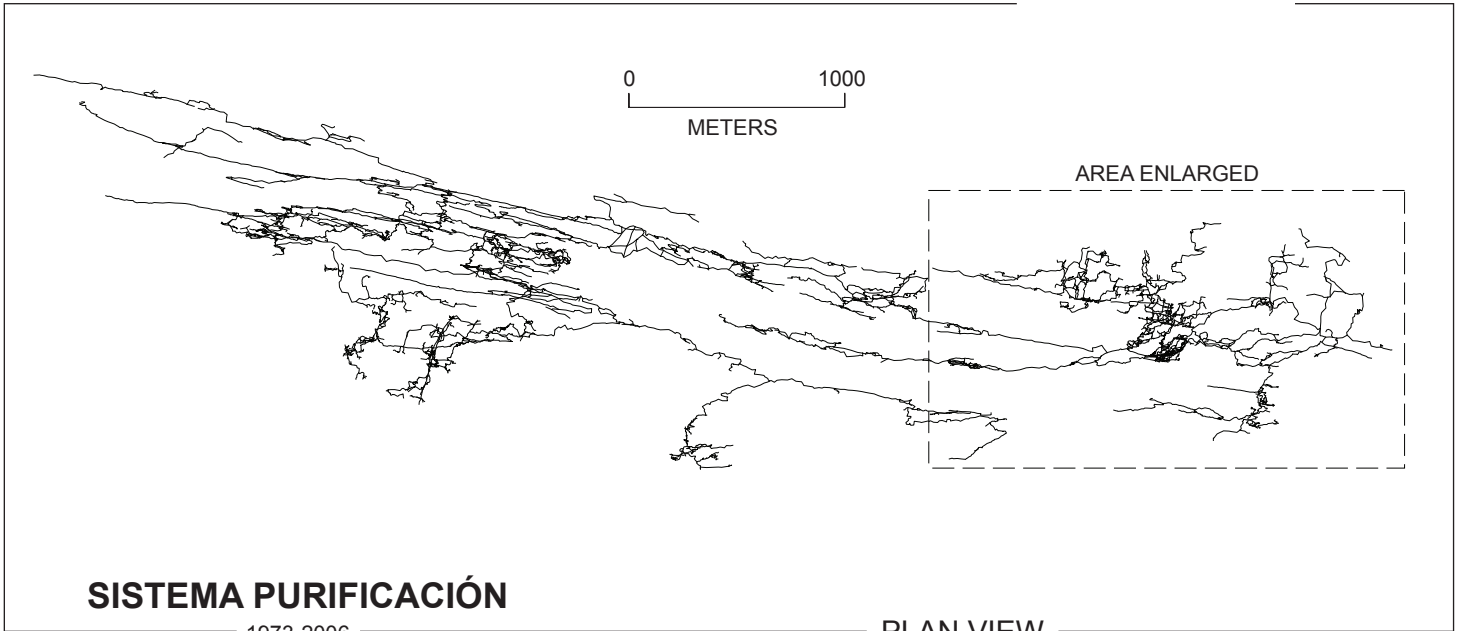 0 1000
METERS
AREA ENLARGED
SISTEMA PURIFICACIÓN
1973-2006
PLAN VIEW